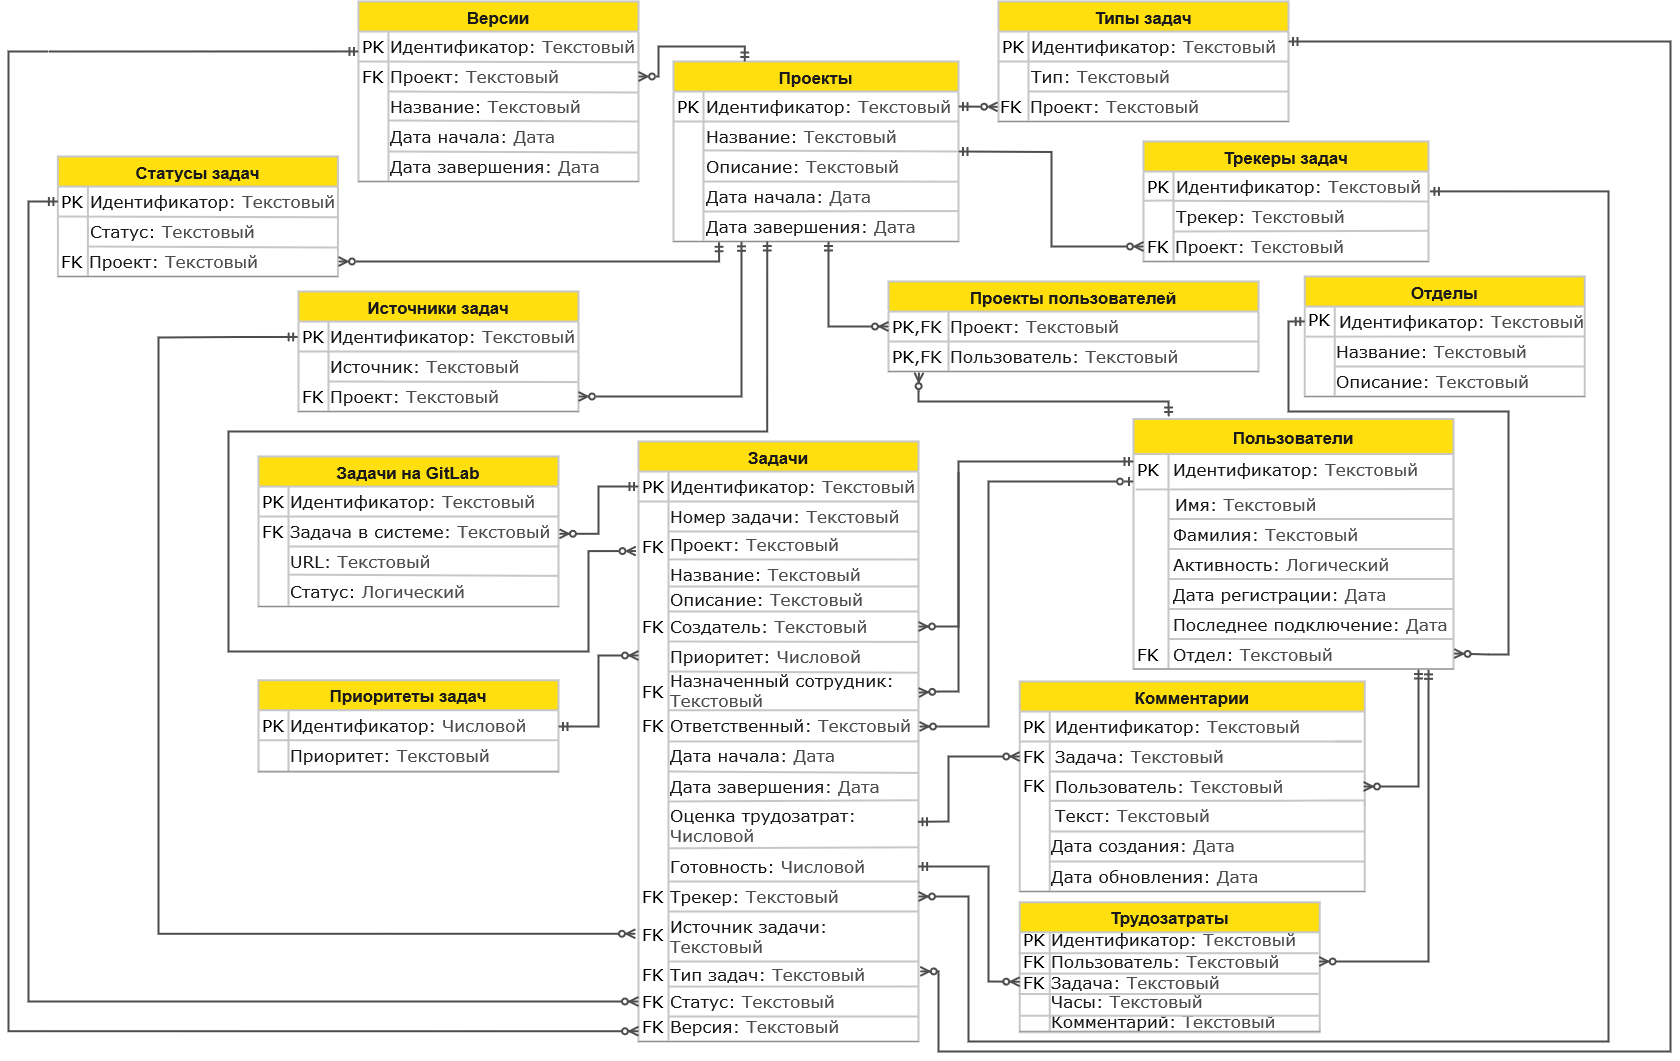 Версии
PK Идентификатор: Текстовый
FK Проект: Текстовый
Название: Текстовый
Дата начала: Дата
Дата завершения: Дата
Типы задач
PK Идентификатор: Текстовый
Тип: Текстовый
FK Проект: Текстовый
Проекты
PK Идентификатор: Текстовый
Название: Текстовый
Описание: Текстовый
Дата начала: Дата
Дата завершения: Дата
Трекеры задач
PK Идентификатор: Текстовый
Трекер: Текстовый
FK Проект: Текстовый
Статусы задач
PK Идентификатор: Текстовый
Статус: Текстовый
FK Проект: Текстовый
Источники задач
PK Идентификатор: Текстовый
Источник: Текстовый
FK Проект: Текстовый
Проекты пользователей
PK,FK Проект: Текстовый
PK,FK Пользователь: Текстовый
Отделы
PK Идентификатор: Текстовый
Название: Текстовый
Описание: Текстовый
Задачи на GitLab
PK Идентификатор: Текстовый
FK Задача в системе: Текстовый
URL: Текстовый
Статус: Логический
Задачи
PK Идентификатор: Текстовый
Номер задачи: Текстовый
FK Проект: Текстовый
Название: Текстовый
Описание: Текстовый
FK Создатель: Текстовый
Приоритет: Числовой
FK Назначенный сотрудник:
Текстовый
FK Ответственный: Текстовый
Дата начала: Дата
Дата завершения: Дата
Оценка трудозатрат:
Числовой
Готовность: Числовой
FK Трекер: Текстовый
FK Источник задачи:
Текстовый
FK Тип задач: Текстовый
FK Статус: Текстовый
FK Версия: Текстовый
Пользователи
PK Идентификатор: Текстовый
Имя: Текстовый
Фамилия: Текстовый
Активность: Логический
Дата регистрации: Дата
Последнее подключение: Дата
FK Отдел: Текстовый
Приоритеты задач
PK Идентификатор: Числовой
Приоритет: Текстовый
Комментарии
PK Идентификатор: Текстовый
FK Задача: Текстовый
FK Пользователь: Текстовый
Текст: Текстовый
Дата создания: Дата
Дата обновления: Дата
Трудозатраты
PK Идентификатор: Текстовый
FK Пользователь: Текстовый
FK Задача: Текстовый
Часы: Текстовый
Комментарий: Текстовый